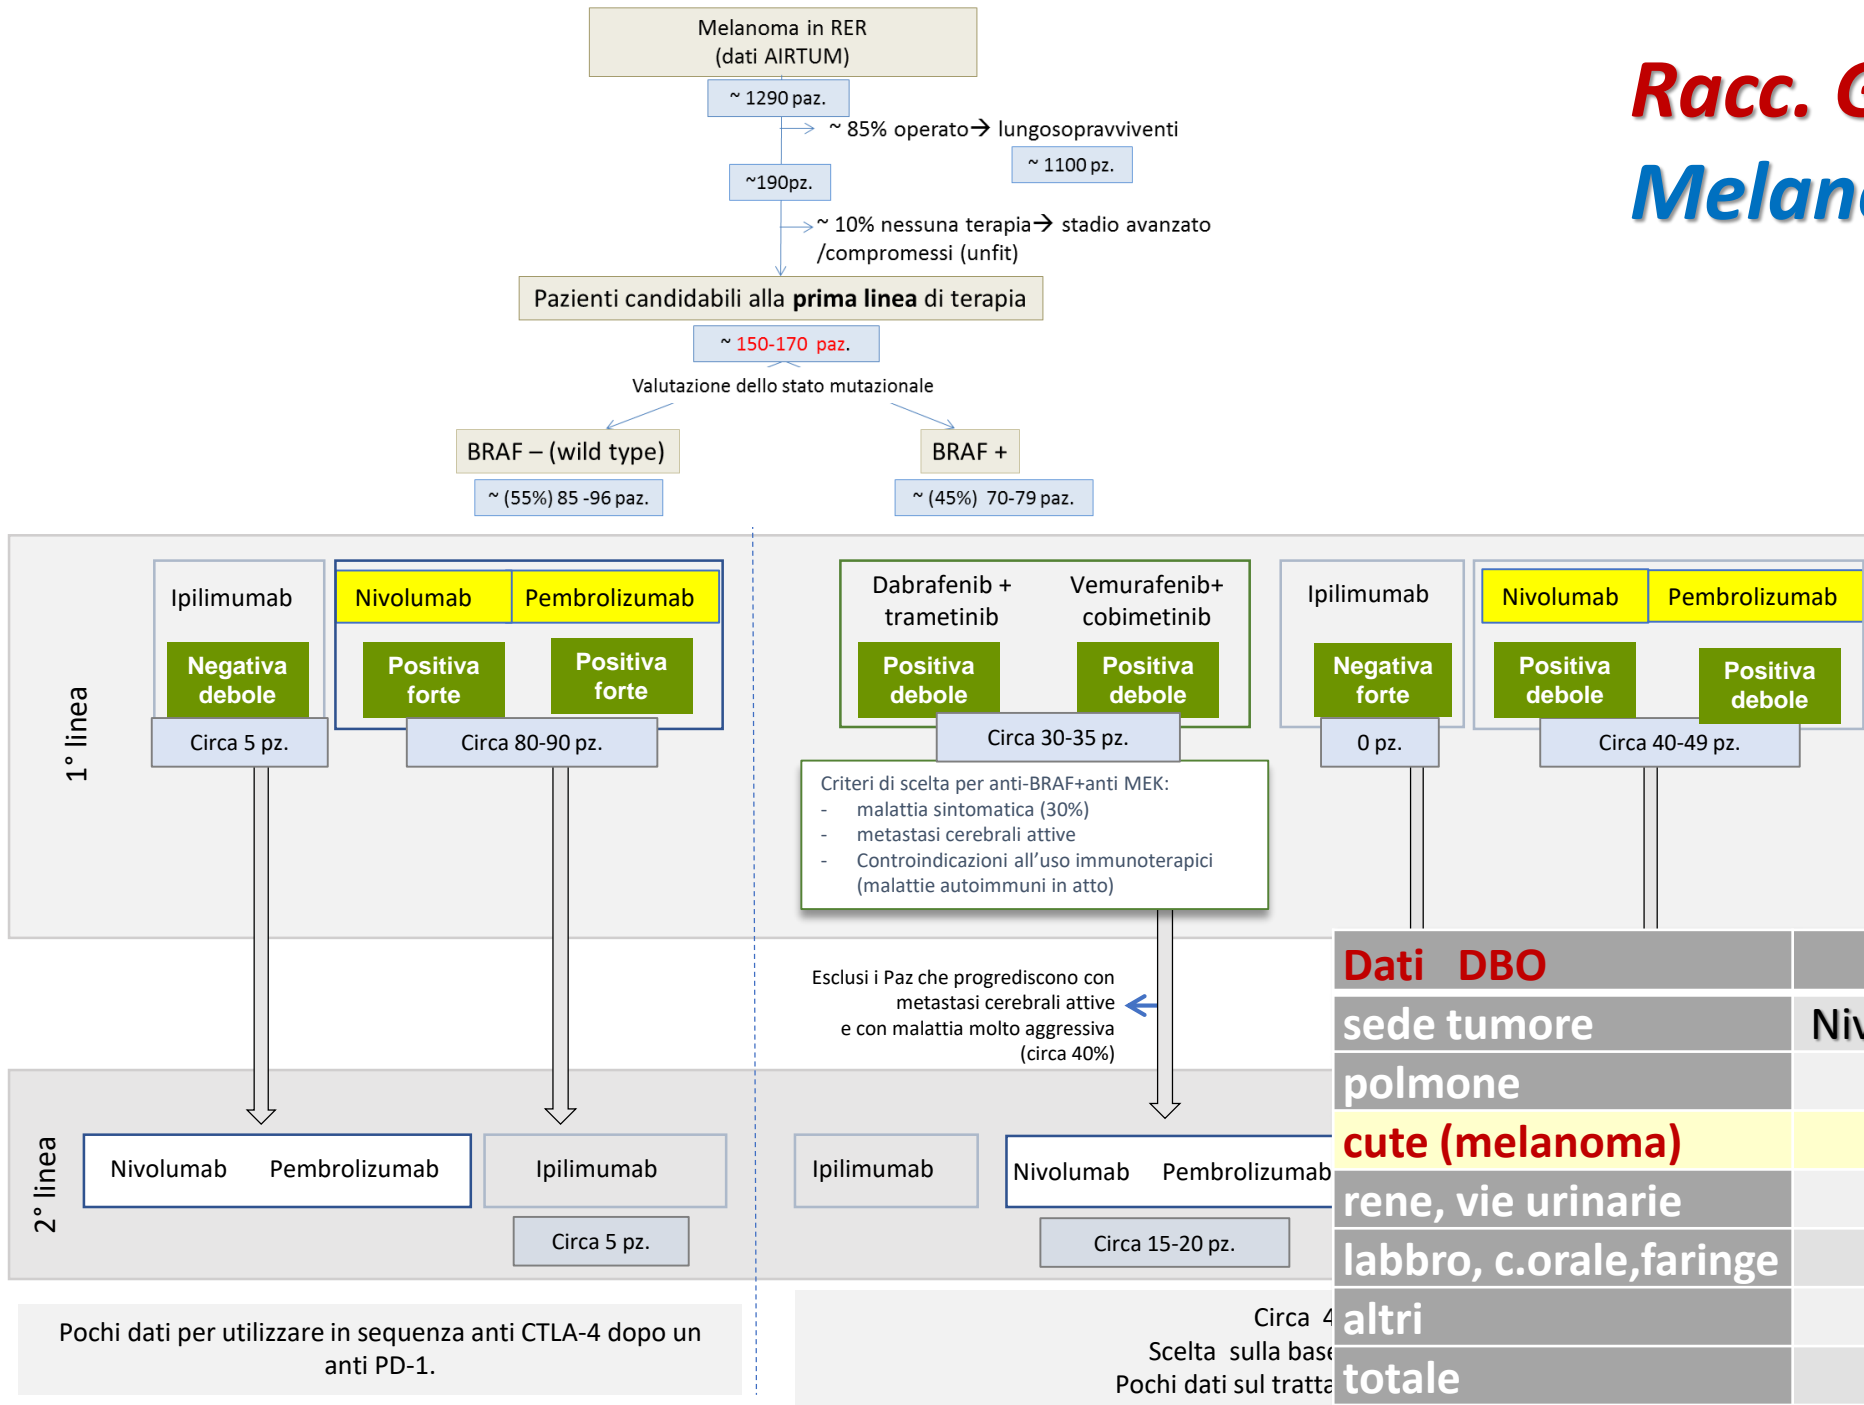 Melanoma in RER
(dati AIRTUM)
~ 1290 paz.
~ 85% operato→ lungosopravviventi
~ 1100 pz.
~190pz.
~ 10% nessuna terapia→ stadio avanzato
/compromessi (unfit)
Pazienti candidabili alla prima linea di terapia
~ 150-170 paz.
Valutazione dello stato mutazionale
BRAF – (wild type)
BRAF +
~ (55%) 85 -96 paz.
~ (45%) 70-79 paz.
Racc.
1° linea
Ipilimumab
Negativa
debole
Circa 5 pz.
Nivolumab
Pembrolizumab
Positiva
forte
Positiva
forte
Circa 80-90 pz.
Dabrafenib +
trametinib
Vemurafenib+
cobimetinib
Positiva
debole
Positiva
debole
Circa 30-35 pz.
Criteri di scelta per anti-BRAF+anti MEK:
- malattia sintomatica (30%)
- metastasi cerebrali attive
- Controindicazioni all’uso immunoterapici
(malattie autoimmuni in atto)
Ipilimumab
Negativa
forte
0 pz.
Nivolumab
Pembrolizumab
Positiva
debole
Positiva
debole
Circa 40-49 pz.
Esclusi i Paz che progrediscono con
metastasi cerebrali attive
e con malattia molto aggressiva
(circa 40%)
2° linea
Nivolumab Pembrolizumab
Ipilimumab
Circa 5 pz.
Ipilimumab
Nivolumab Pembrolizumab
Circa 15-20 pz.
Pochi dati per utilizzare in sequenza anti CTLA-4 dopo un
anti PD-1.
Circa 4
Scelta sulla base
Pochi dati sul
Dati DBO
sede tumore
polmone
cute (melanoma)
rene, vie urinarie
labbro, c.orale,faringe
altri
totale